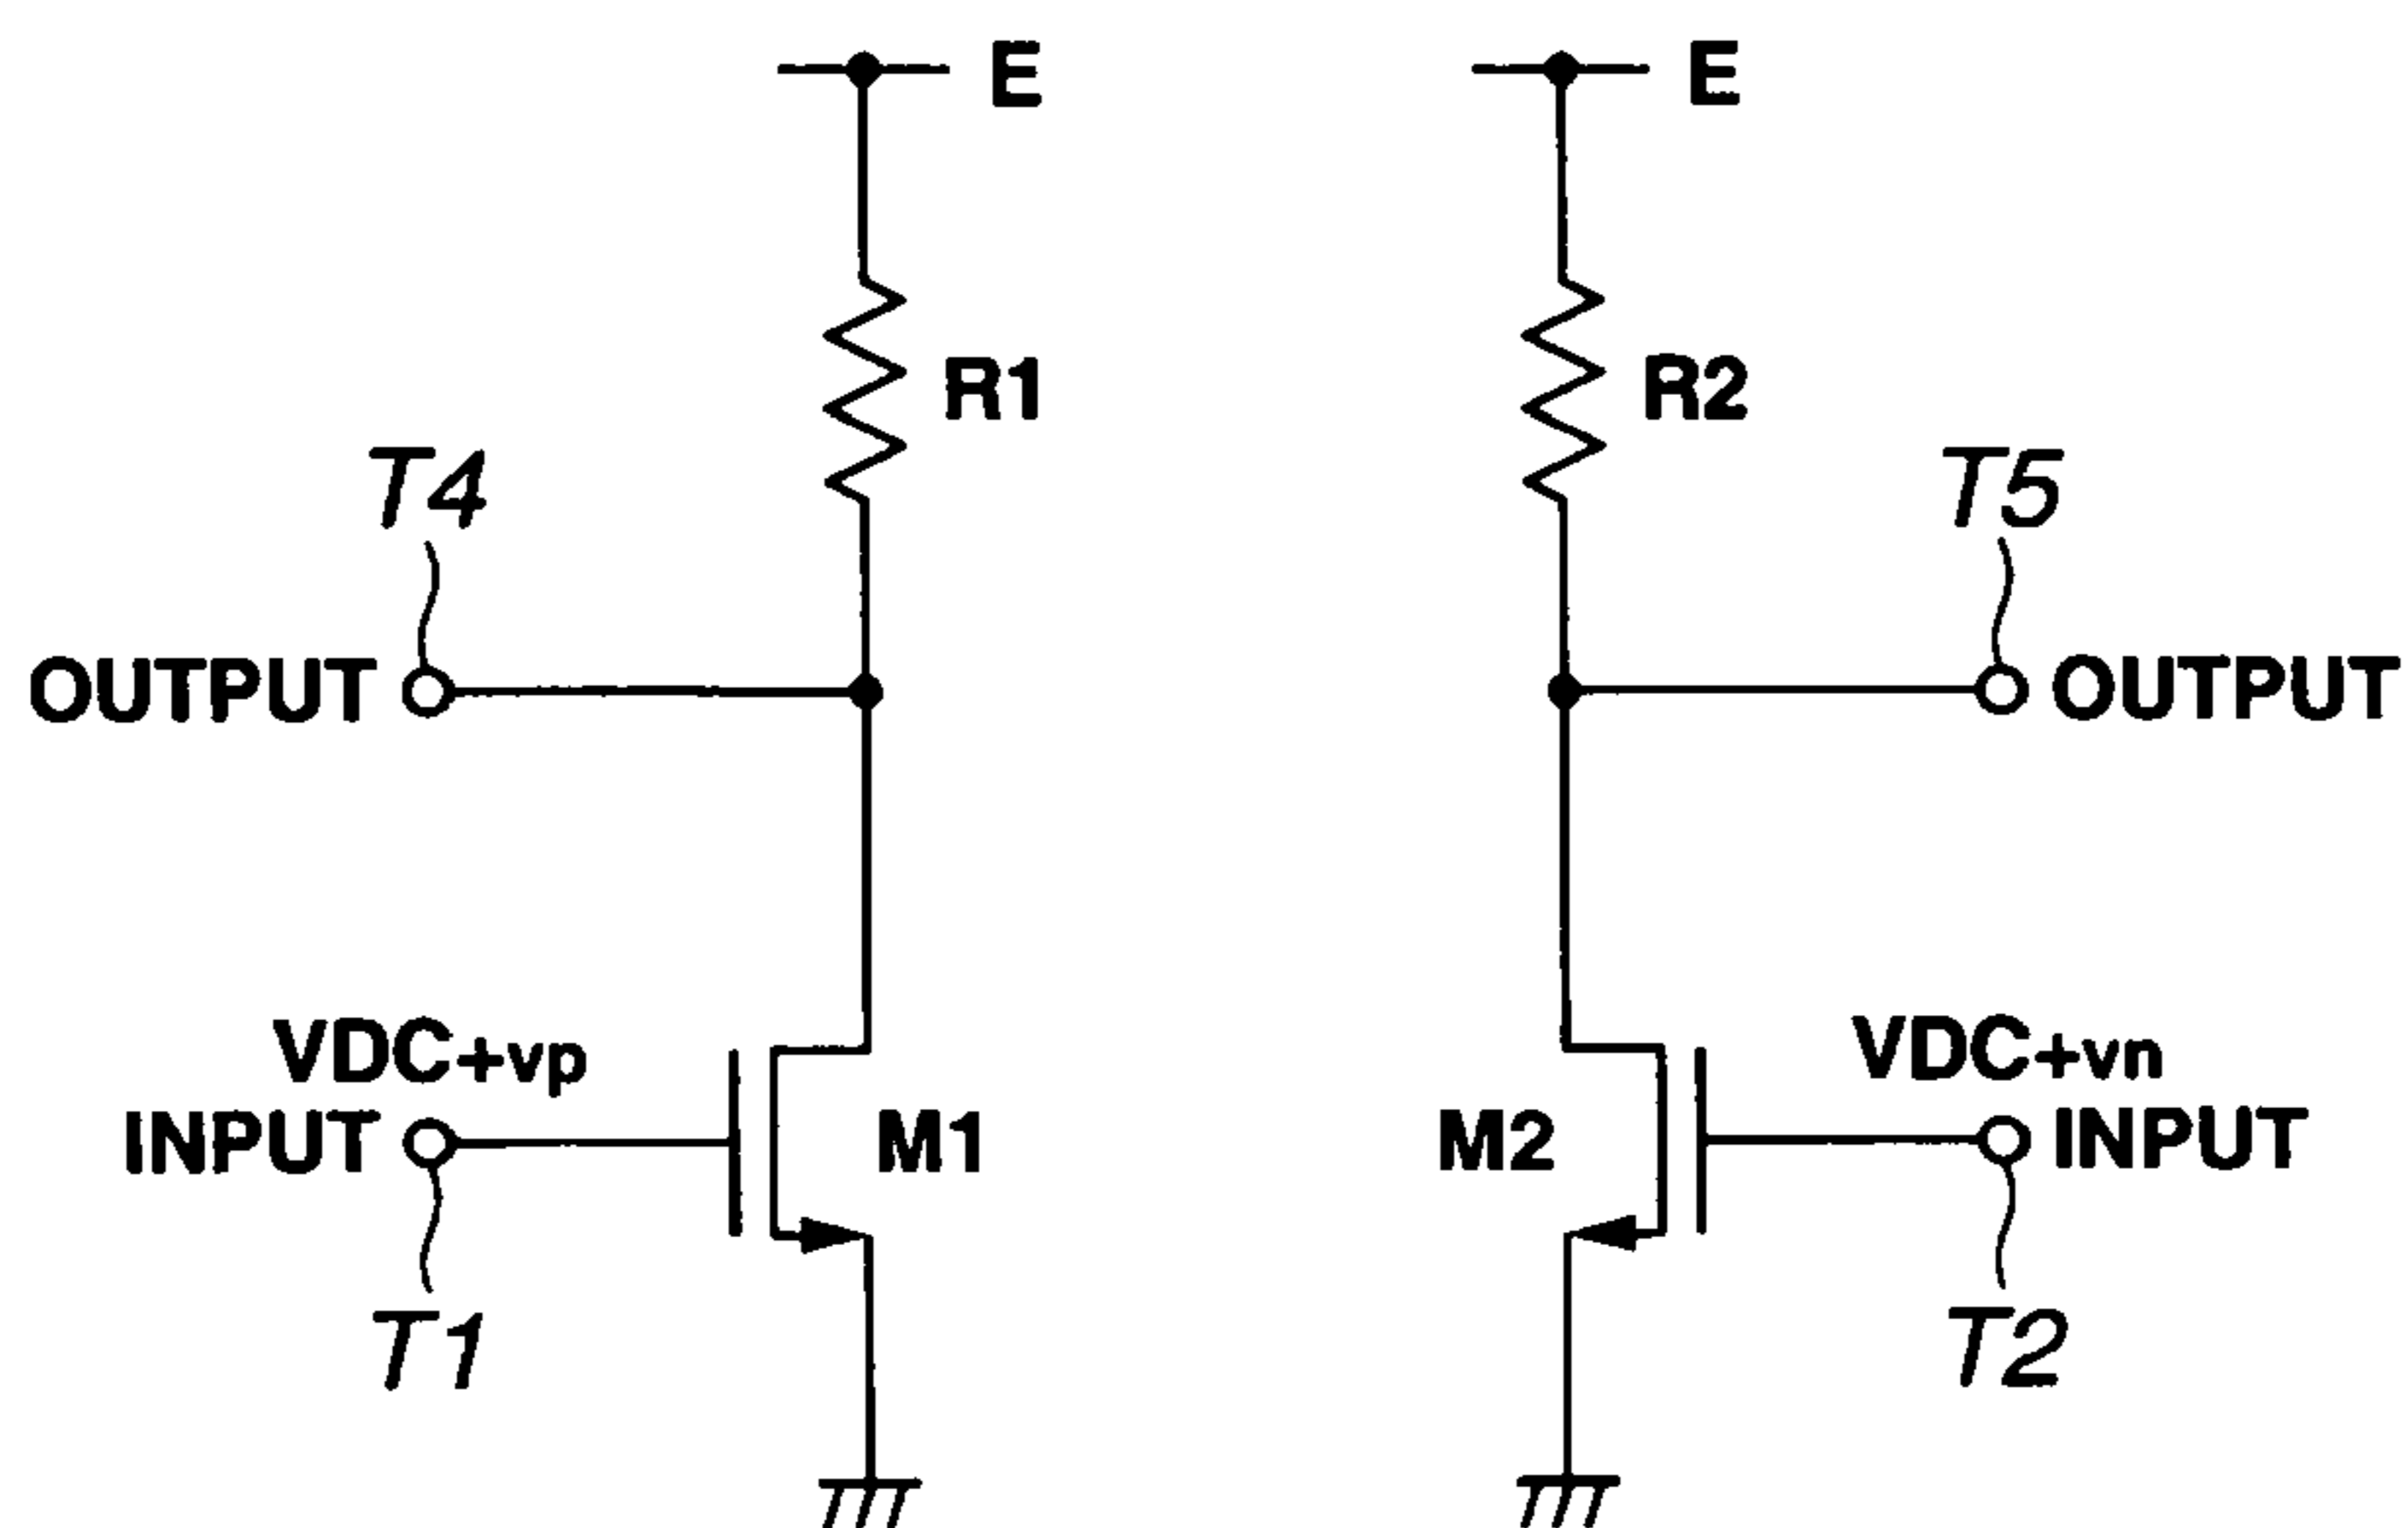 E
E
R1
R2
T4
T5
OUTPUT
OUTPUT
VDC+vp
VDC+vn
INPUT
M1
M2
INPUT
T1
T2